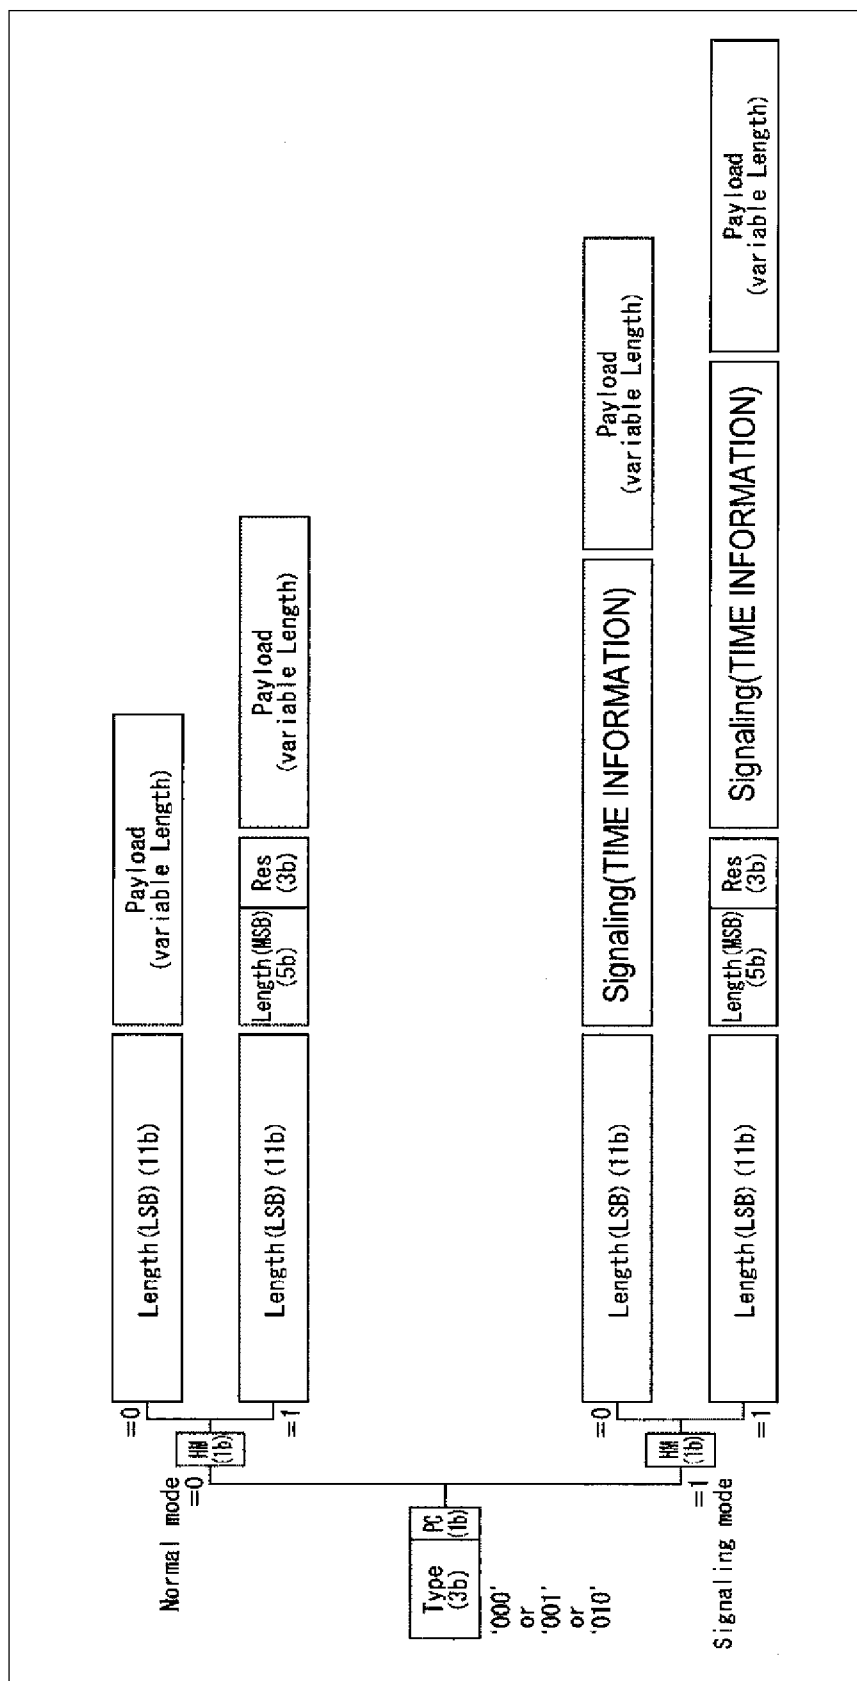 Type
(3b)
PC
(1b)
'000'
or
'001'
or
'010'
Normal mode
=0
HM
(1b)
=0
Length(LSB) (11b)
Payload
(variable Length)
=1
Length(LSB) (11b)
Length(MSB)
(5b)
Res
(3b)
Payload
(variable Length)
=1
Signaling mode
HM
(1b)
=0
Length(LSB) (11b)
Signaling(TIME INFORMATION)
Payload
(variable Length)
=1
Length(LSB) (11b)
Length(MSB)
(5b)
Res
(3b)
Signaling(TIME INFORMATION)
Payload
(variable Length)